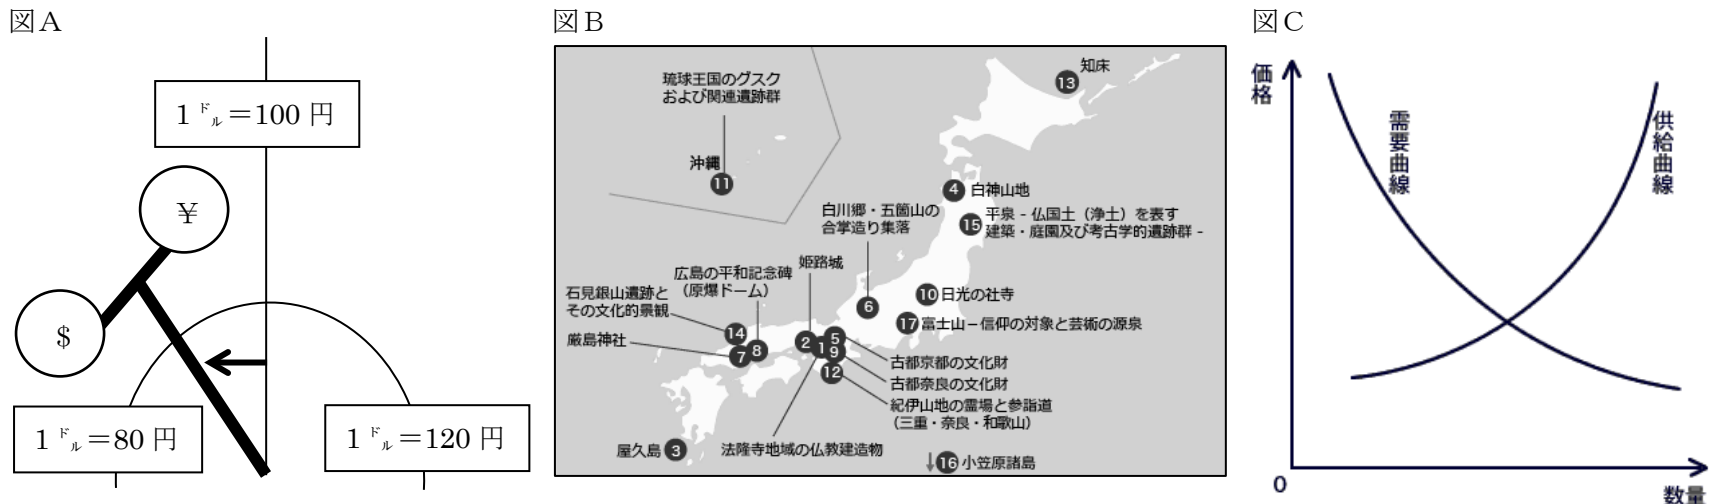 図A
1ドル=100円
¥
$
1ドル=80円
1ドル=120円
図B
琉球王国のグスク
および関連遺跡群
沖縄
11
知床
13
4
白神山地
15
平泉 - 仏国土（浄土）を表す
建築・庭園及び考古学的遺跡群 -
白川郷・五箇山の
合掌造り集落
6
姫路城
2
広島の平和記念碑
（原爆ドーム）
8
石見銀山遺跡と
その文化的景観
14
厳島神社
7
10
日光の社寺
17
富士山－信仰の対象と芸術の源泉
5
古都京都の文化財
9
古都奈良の文化財
12
紀伊山地の霊場と参詣道
（三重・奈良・和歌山）
1
法隆寺地域の仏教建造物
屋久島
3
↓
16
小笠原諸島
図C
価格
需要曲線
供給曲線
0
数量